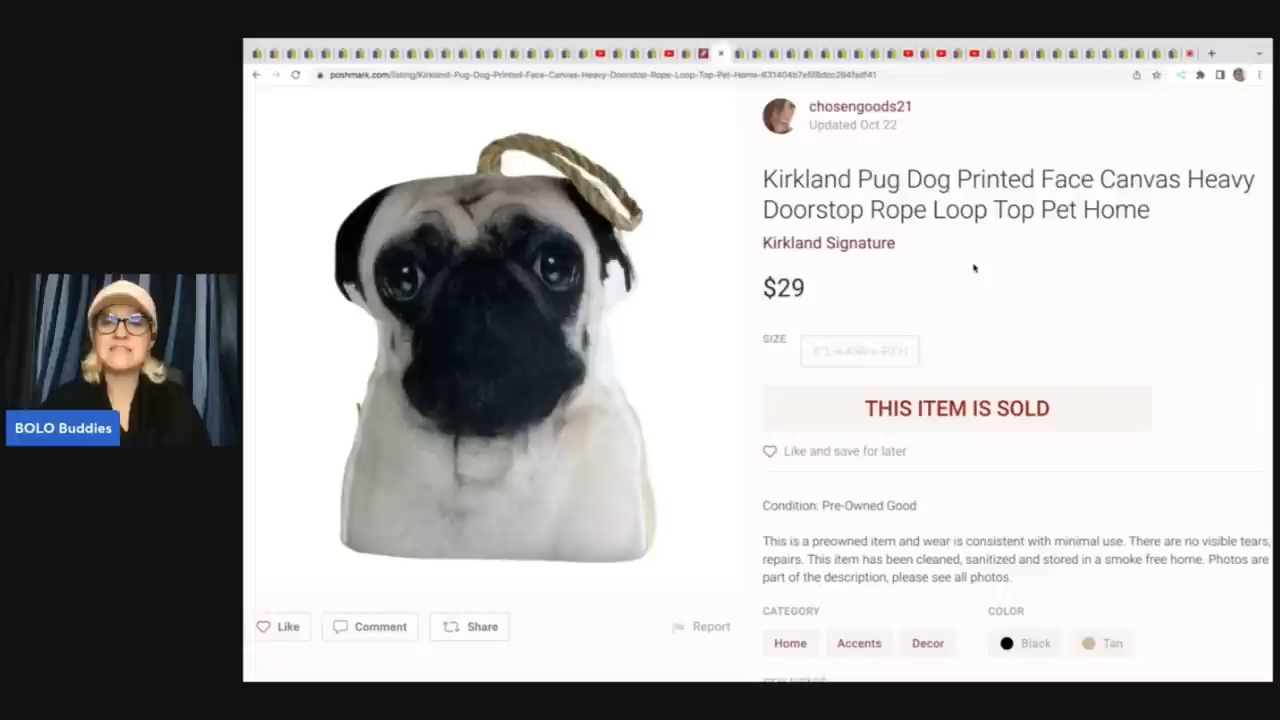 chosengoods21
Updated Oct 22
Kirkland Pug Dog Printed Face Canvas Heavy
Doorstop Rope Loop Top Pet Home
Kirkland Signature
$29
SIZE
THIS ITEM IS SOLD
Like and save for later
Condition: Pre-Owned Good
This is a preowned item and wear is consistent with minimal use. There are no visible tears,
repairs. This item has been cleaned, sanitized and stored in a smoke free home. Photos are
part of the description, please see all photos.
CATEGORY
COLOR
Home
Accents
Decor
Black
Tan
Like
Comment
Share
Report
BOLO Buddies